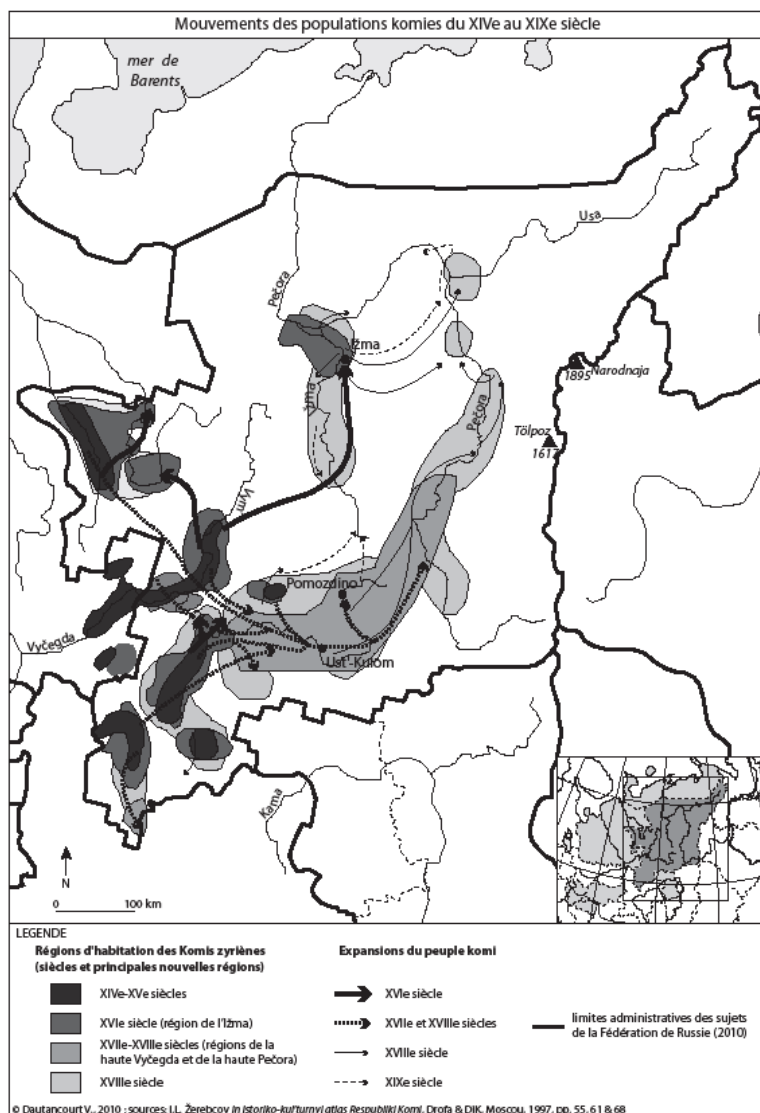 Mouvements des populations komies du XIVe au XIXe siècle
mer de
Barents
Usa
Pečora
Ižma
Ižma
1895 Narodnaja
Pečora
Tölpoz
1617
Vym
Pomozdino
Vyčegda
Ust'-Kulom
Kama
N
0 100 km
LEGENDE
Régions d'habitation des Komis zyriènes
(siècles et principales nouvelles régions)
XIVe-XVe siècles
XVIe siècle (région de l'Ižma)
XVIIe-XVIIIe siècles (régions de la
haute Vyčegda et de la haute Pečora)
XVIIIe siècle
Expansions du peuple komi
XVIe siècle
XVIIe et XVIIIe siècles
XVIIIe siècle
XIXe siècle
limites administratives des sujets
de la Fédération de Russie (2010)
© Dautancourt V., 2010 ; sources: I.L. Žerebcov in Istoriko-kul'turnyi atlas Respubliki Komi, Drofa & DIK, Moscou, 1997, pp. 55, 61 & 68